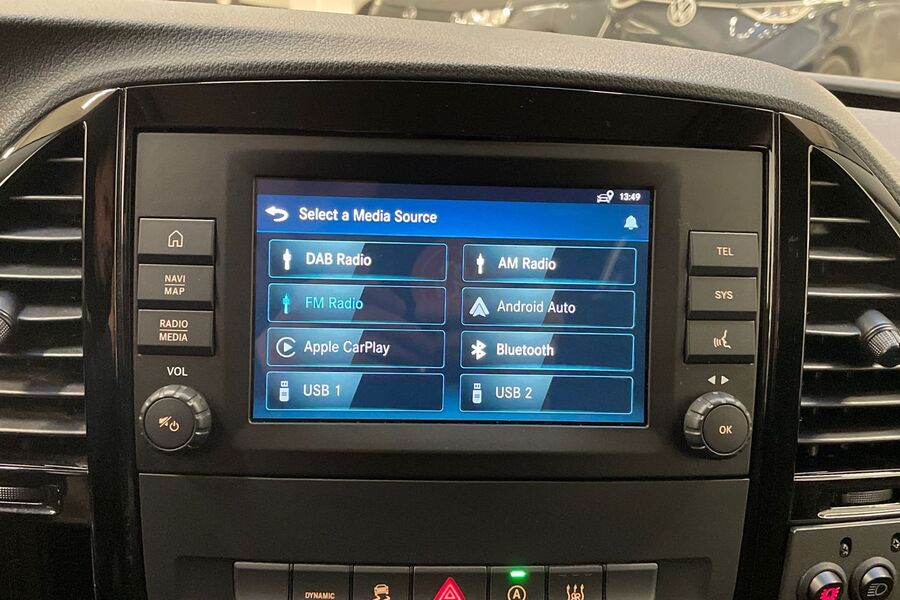 13:49
Select a Media Source
DAB Radio
AM Radio
FM Radio
Android Auto
Apple CarPlay
Bluetooth
USB 1
USB 2
NAVI
MAP
RADIO
MEDIA
VOL
TEL
SYS
OK
DYNAMIC
A